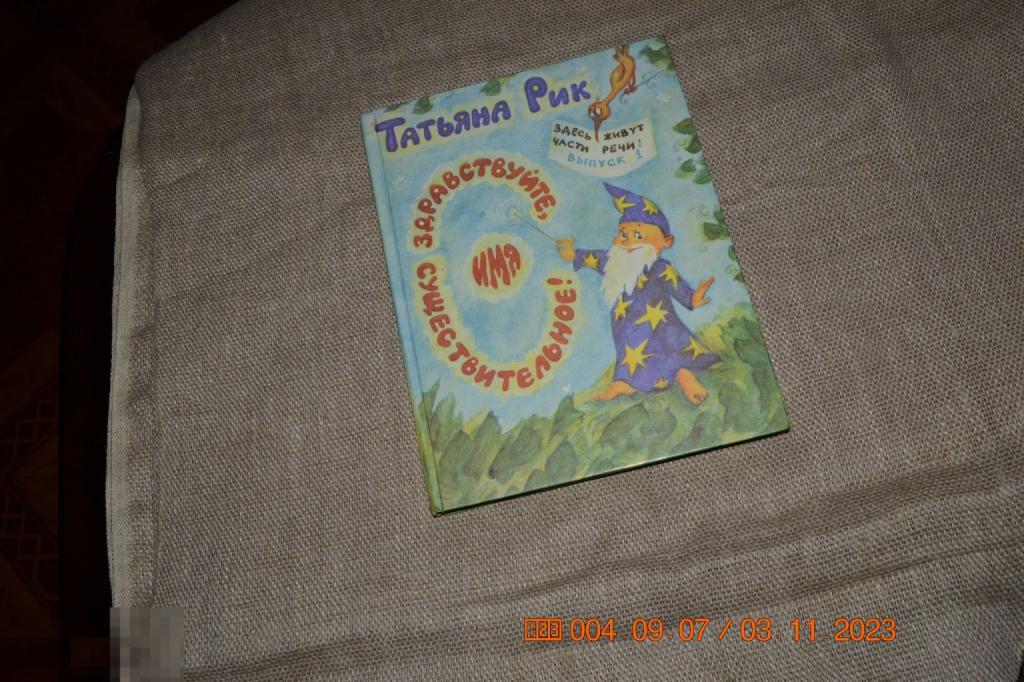 Татьяна Рик
ЗДЕСЬ ЖИВУТ
ЧАСТИ РЕЧИ!
ВЫПУСК 1
ЗДРАВСТВУЙТЕ,
ИМЯ
СУЩЕСТВИТЕЛЬНОЕ!
004 09 07 / 03 11 2023